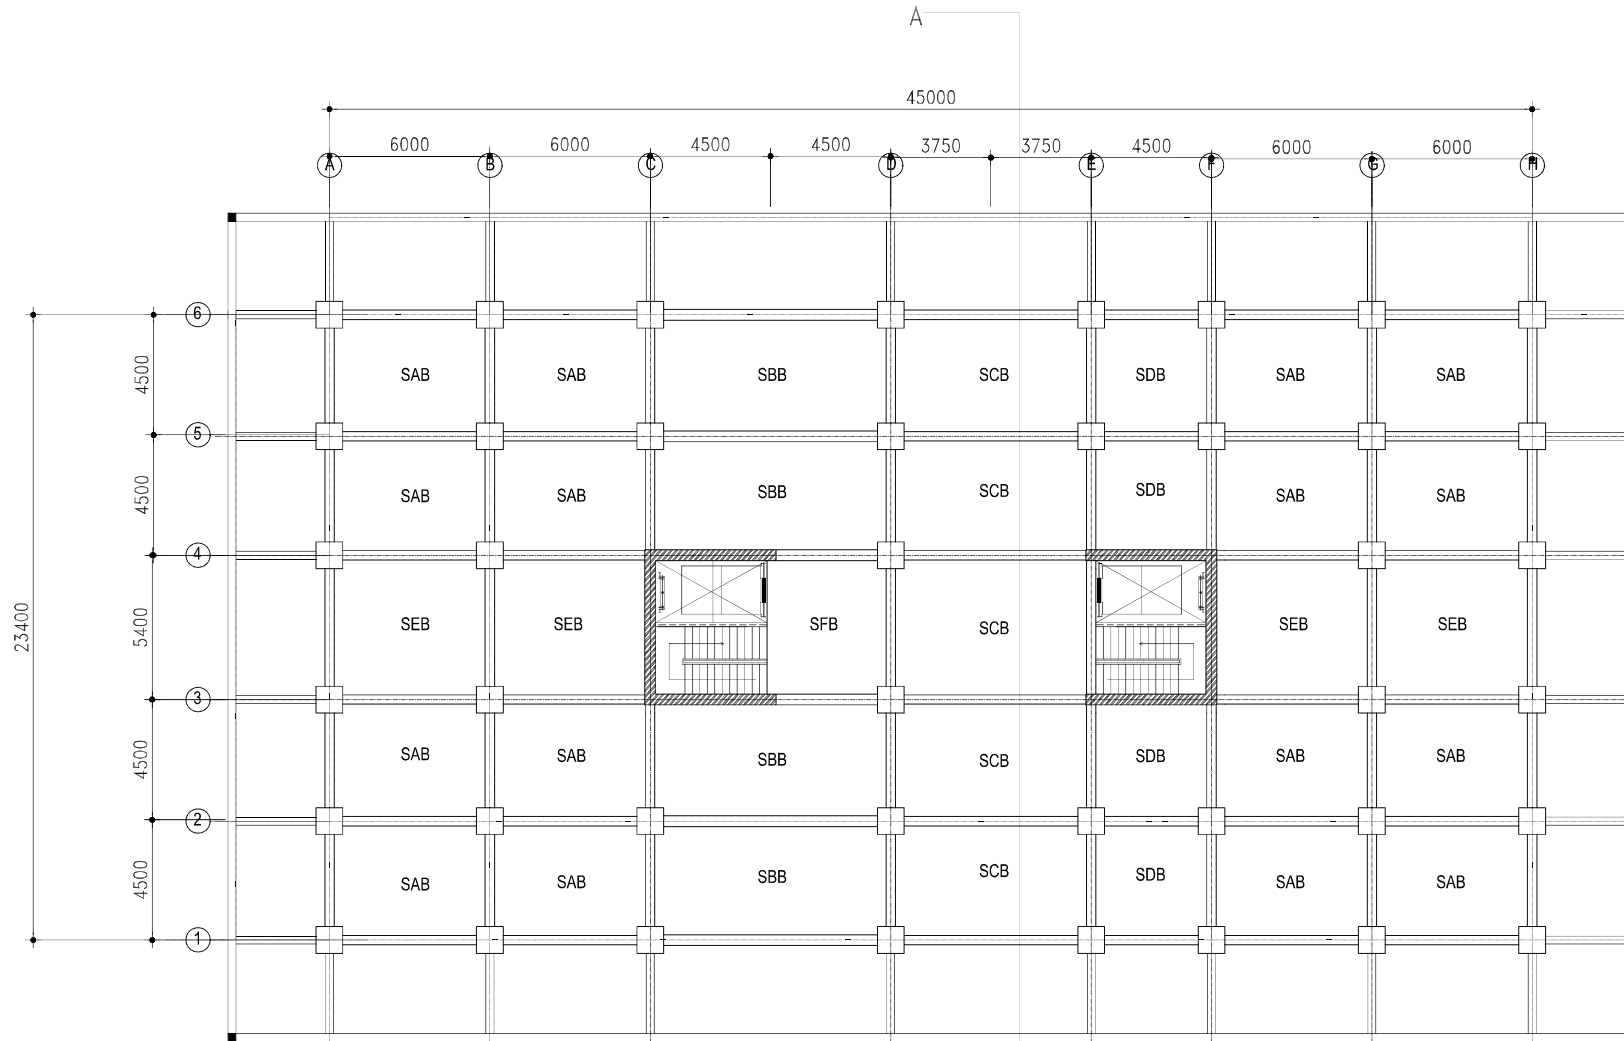 A
45000
6000 6000 4500 4500 3750 3750 4500 6000 6000
A B C D E F G H
6
4500
SAB SAB SBB SCB SDB SAB SAB
5
4500
SAB SAB SBB SCB SDB SAB SAB
4
23400
5400
SEB SEB SFB SCB SEB SEB
3
4500
SAB SAB SBB SCB SDB SAB SAB
2
4500
SAB SAB SBB SCB SDB SAB SAB
1